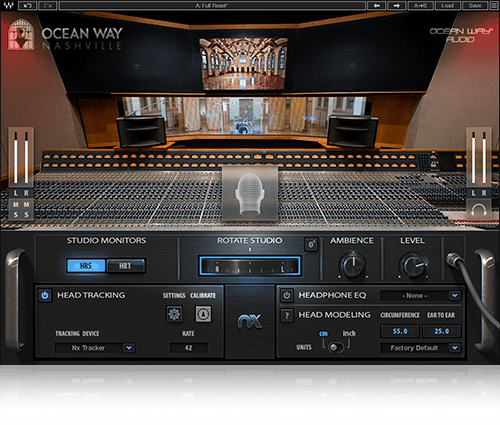 A: Full Reset*
A→B
Load
Save
OCEAN WAY
NASHVILLE
OCEAN WAY
AUDIO
L R
M M
S S
L R
STUDIO MONITORS
ROTATE STUDIO
0°
AMBIENCE
LEVEL
HR5
HR1
R L
HEAD TRACKING
SETTINGS CALIBRATE
TRACKING DEVICE
RATE
Nx Tracker
42
nx
HEADPHONE EQ
- None -
? HEAD MODELING
CIRCUMFERENCE
EAR TO EAR
55.0
25.0
cm inch
UNITS
Factory Default